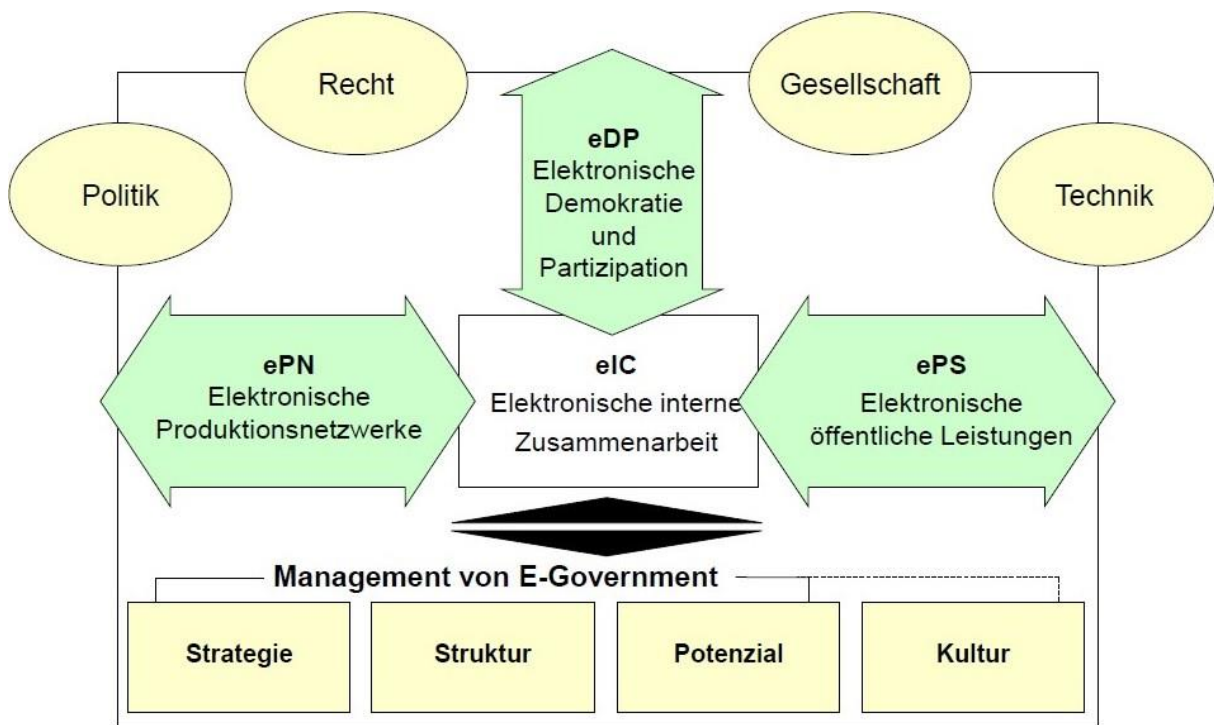 Recht
Gesellschaft
Politik
Technik
eDP
Elektronische
Demokratie
und
Partizipation
ePN
Elektronische
Produktionsnetzwerke
eIC
Elektronische interne
Zusammenarbeit
ePS
Elektronische
öffentliche Leistungen
Management von E-Government
Strategie
Struktur
Potenzial
Kultur